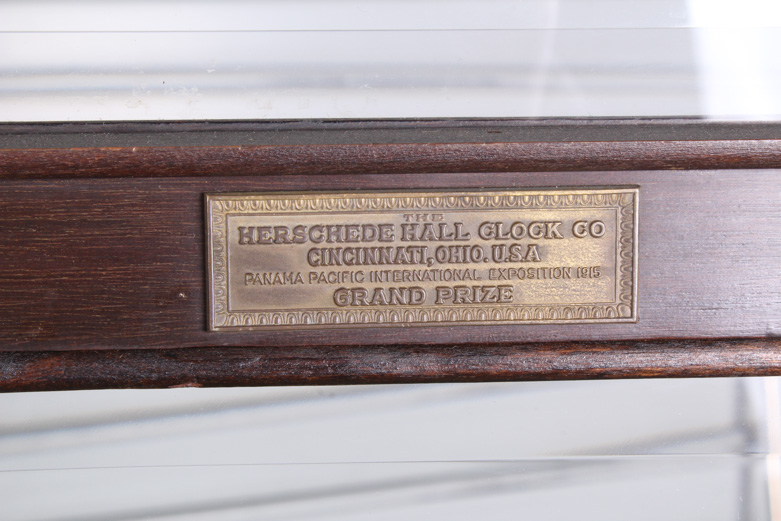 THE
HERSCHEDE HALL CLOCK CO
CINCINNATI, OHIO. U.S.A
PANAMA PACIFIC INTERNATIONAL EXPOSITION 1915
GRAND PRIZE